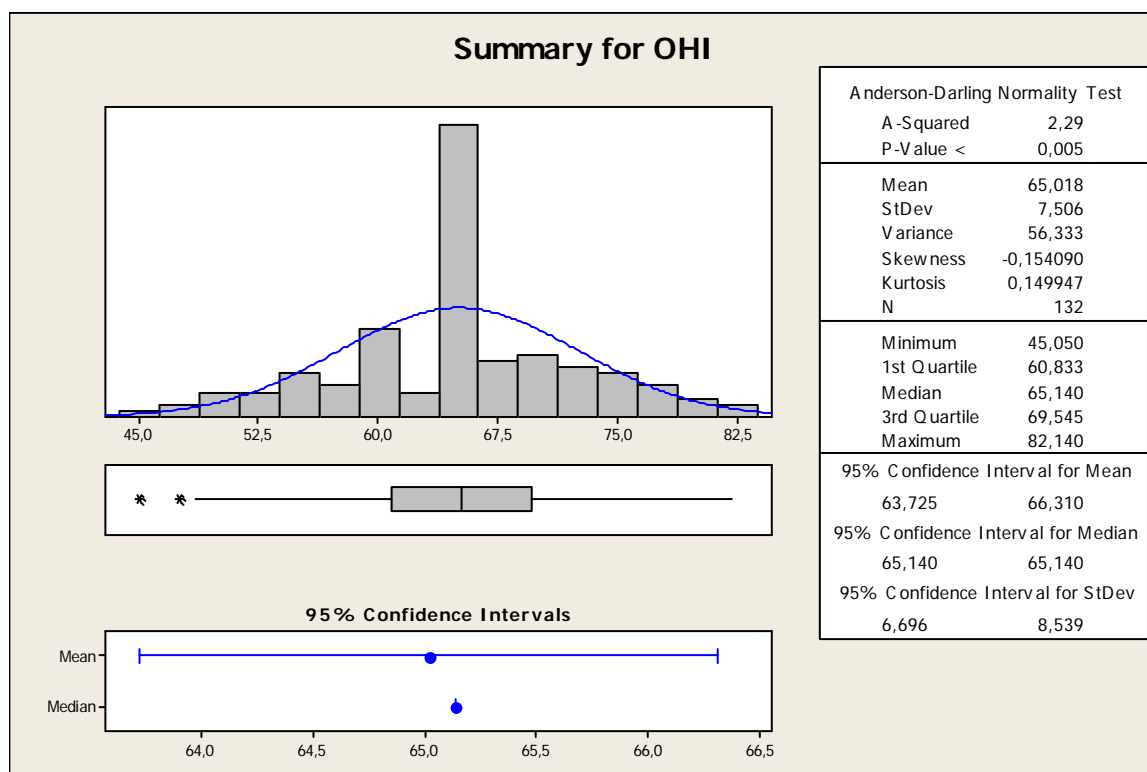 Summary for OHI
45,0 52,5 60,0 67,5 75,0 82,5
95% Confidence Intervals
Mean
Median
64,0 64,5 65,0 65,5 66,0 66,5
Anderson-Darling Normality Test
A-Squared 2,29
P-Value < 0,005
Mean 65,018
StDev 7,506
Variance 56,333
Skewness -0,154090
Kurtosis 0,149947
N 132
Minimum 45,050
1st Quartile 60,833
Median 65,140
3rd Quartile 69,545
Maximum 82,140
95% Confidence Interval for Mean
63,725 66,310
95% Confidence Interval for Median
65,140 65,140
95% Confidence Interval for StDev
6,696 8,539